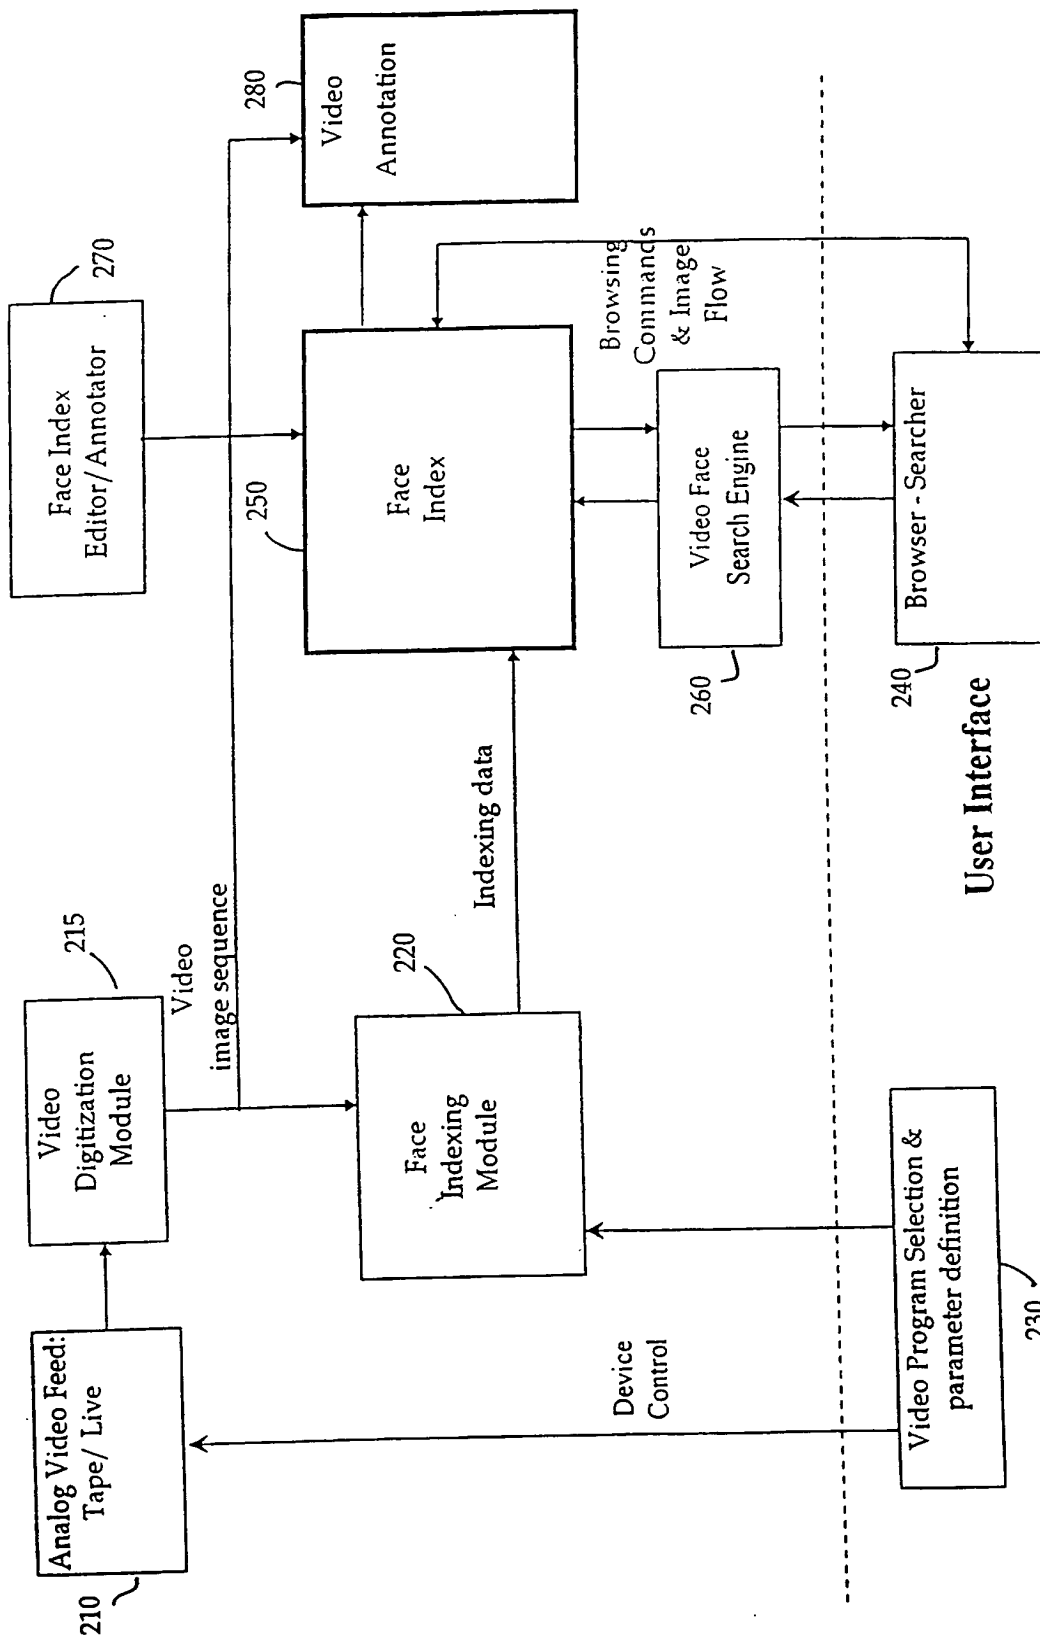 Analog Video Feed:
Tape/ Live
210
Video
Digitization
Module
215
Video
image sequence
Face Index
Editor/Annotator
270
Video
Annotation
280
Face
Indexing
Module
220
Indexing data
Face
Index
250
Device
Control
Browsing
Commands
& Image
Flow
Video Face
Search Engine
260
Video Program Selection &
parameter definition
230
Browser - Searcher
240
User Interface